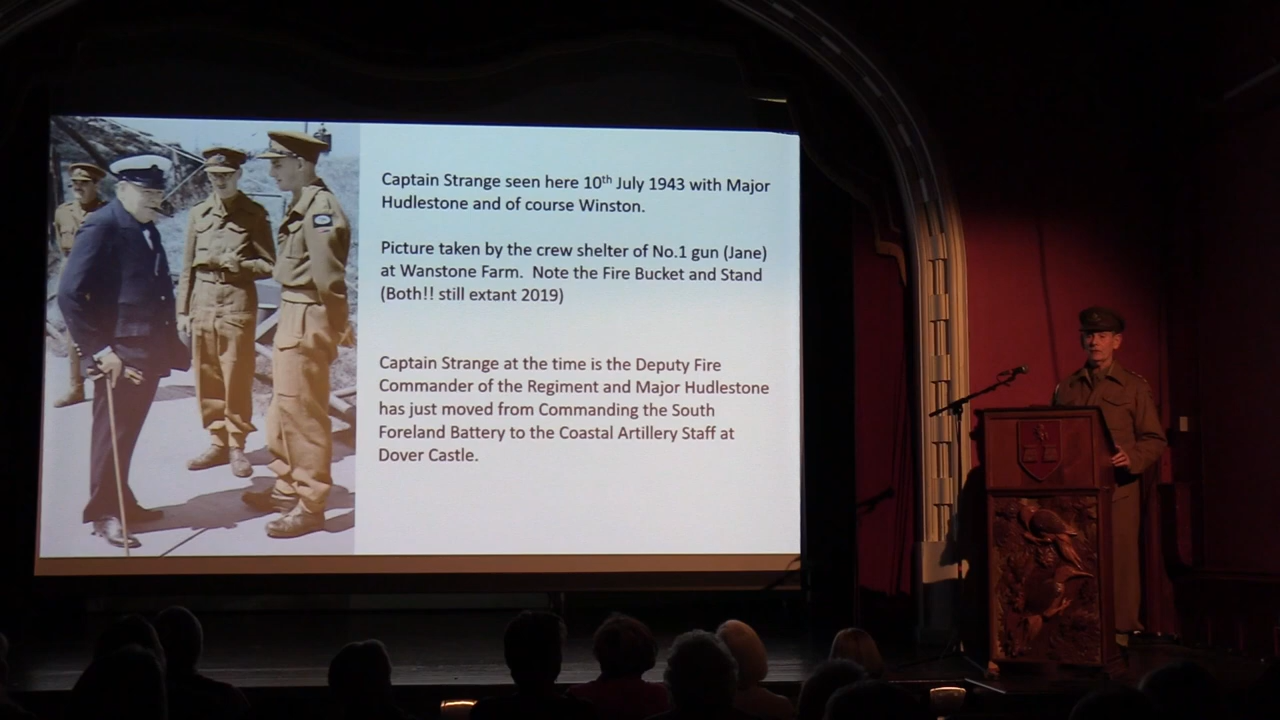 Captain Strange seen here 10th July 1943 with Major
Hudlestone and of course Winston.
Picture taken by the crew shelter of No.1 gun (Jane)
at Wanstone Farm.  Note the Fire Bucket and Stand
(Both!! still extant 2019)
Captain Strange at the time is the Deputy Fire
Commander of the Regiment and Major Hudlestone
has just moved from Commanding the South
Foreland Battery to the Coastal Artillery Staff at
Dover Castle.